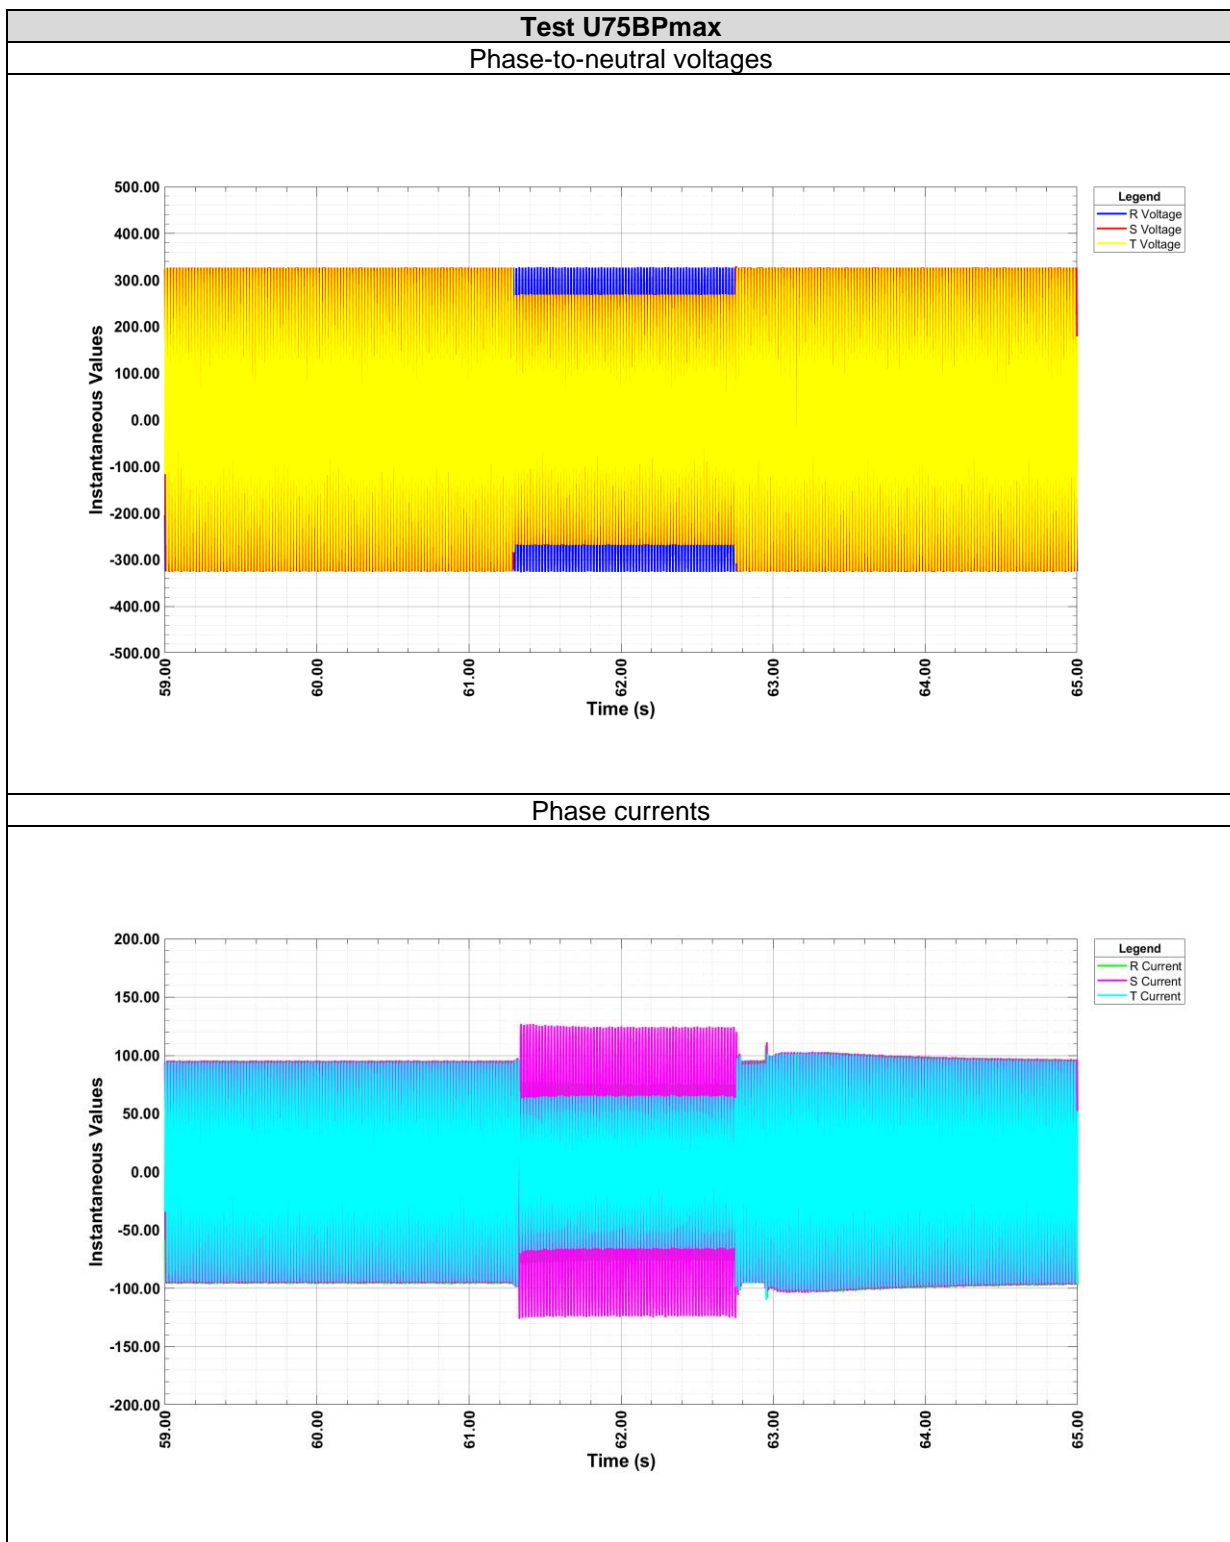 Test U75BPmax
Phase-to-neutral voltages
500.00
400.00
300.00
200.00
100.00
0.00
-100.00
-200.00
-300.00
-400.00
-500.00
Instantaneous Values
59.00
60.00
61.00
62.00
63.00
64.00
65.00
Time (s)
Legend
R Voltage
S Voltage
T Voltage
Phase currents
200.00
150.00
100.00
50.00
0.00
-50.00
-100.00
-150.00
-200.00
Instantaneous Values
59.00
60.00
61.00
62.00
63.00
64.00
65.00
Time (s)
Legend
R Current
S Current
T Current